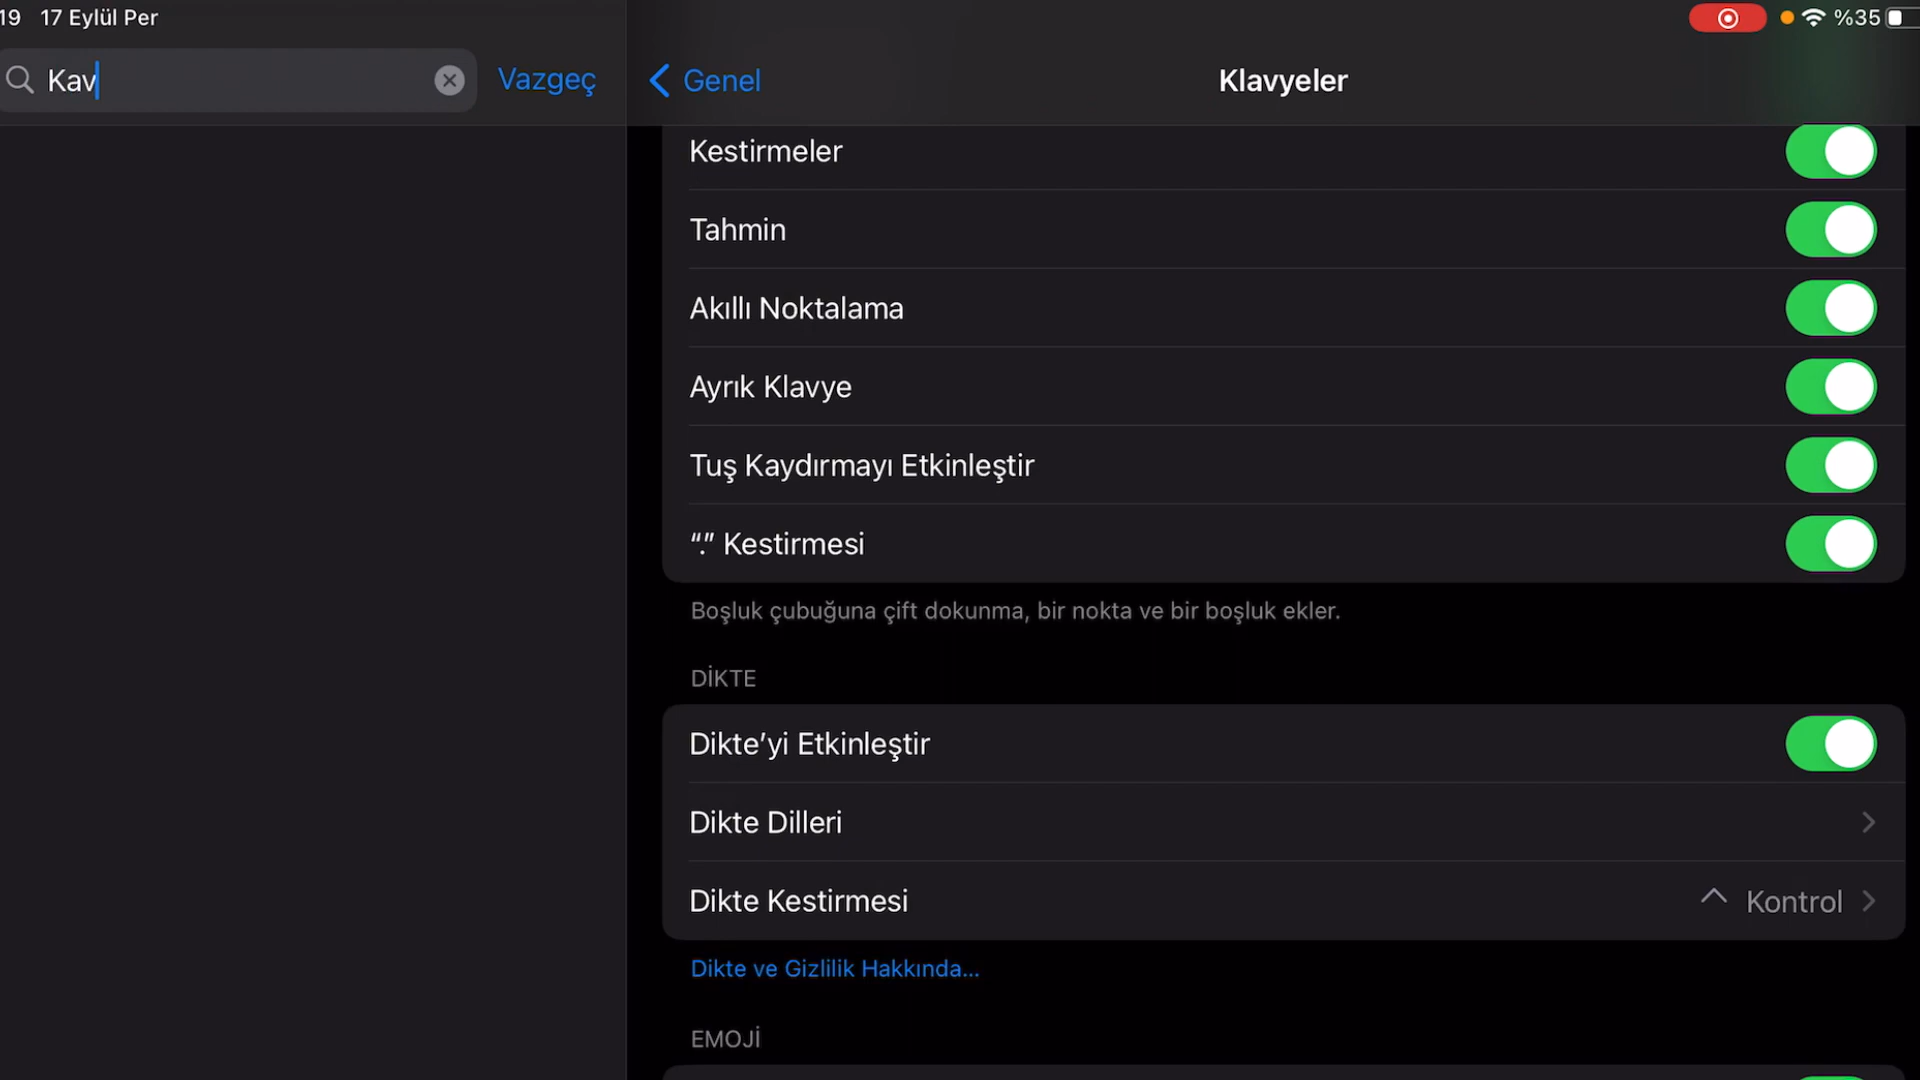 19 17 Eylül Per
%35
Kav
Vazgeç
Genel
Klavyeler
Kestirmeler
Tahmin
Akıllı Noktalama
Ayrık Klavye
Tuş Kaydırmayı Etkinleştir
“.” Kestirmesi
Boşluk çubuğuna çift dokunma, bir nokta ve bir boşluk ekler.
DİKTE
Dikte’yi Etkinleştir
Dikte Dilleri
Dikte Kestirmesi
Kontrol
Dikte ve Gizlilik Hakkında...
EMOJİ